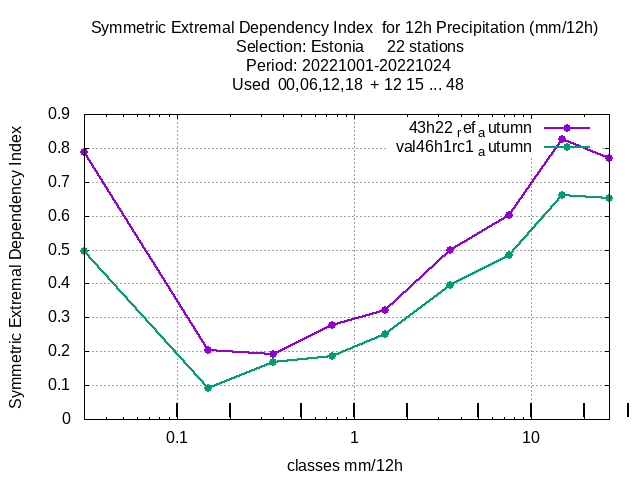 Symmetric Extremal Dependency Index  for 12h Precipitation (mm/12h)
Selection: Estonia     22 stations
Period: 20221001-20221024
Used  00,06,12,18  + 12 15 ... 48
43h22 ref autumn
val46h1rc1 autumn
Symmetric Extremal Dependency Index
0.9
0.8
0.7
0.6
0.5
0.4
0.3
0.2
0.1
0
0.1 1 10
classes mm/12h